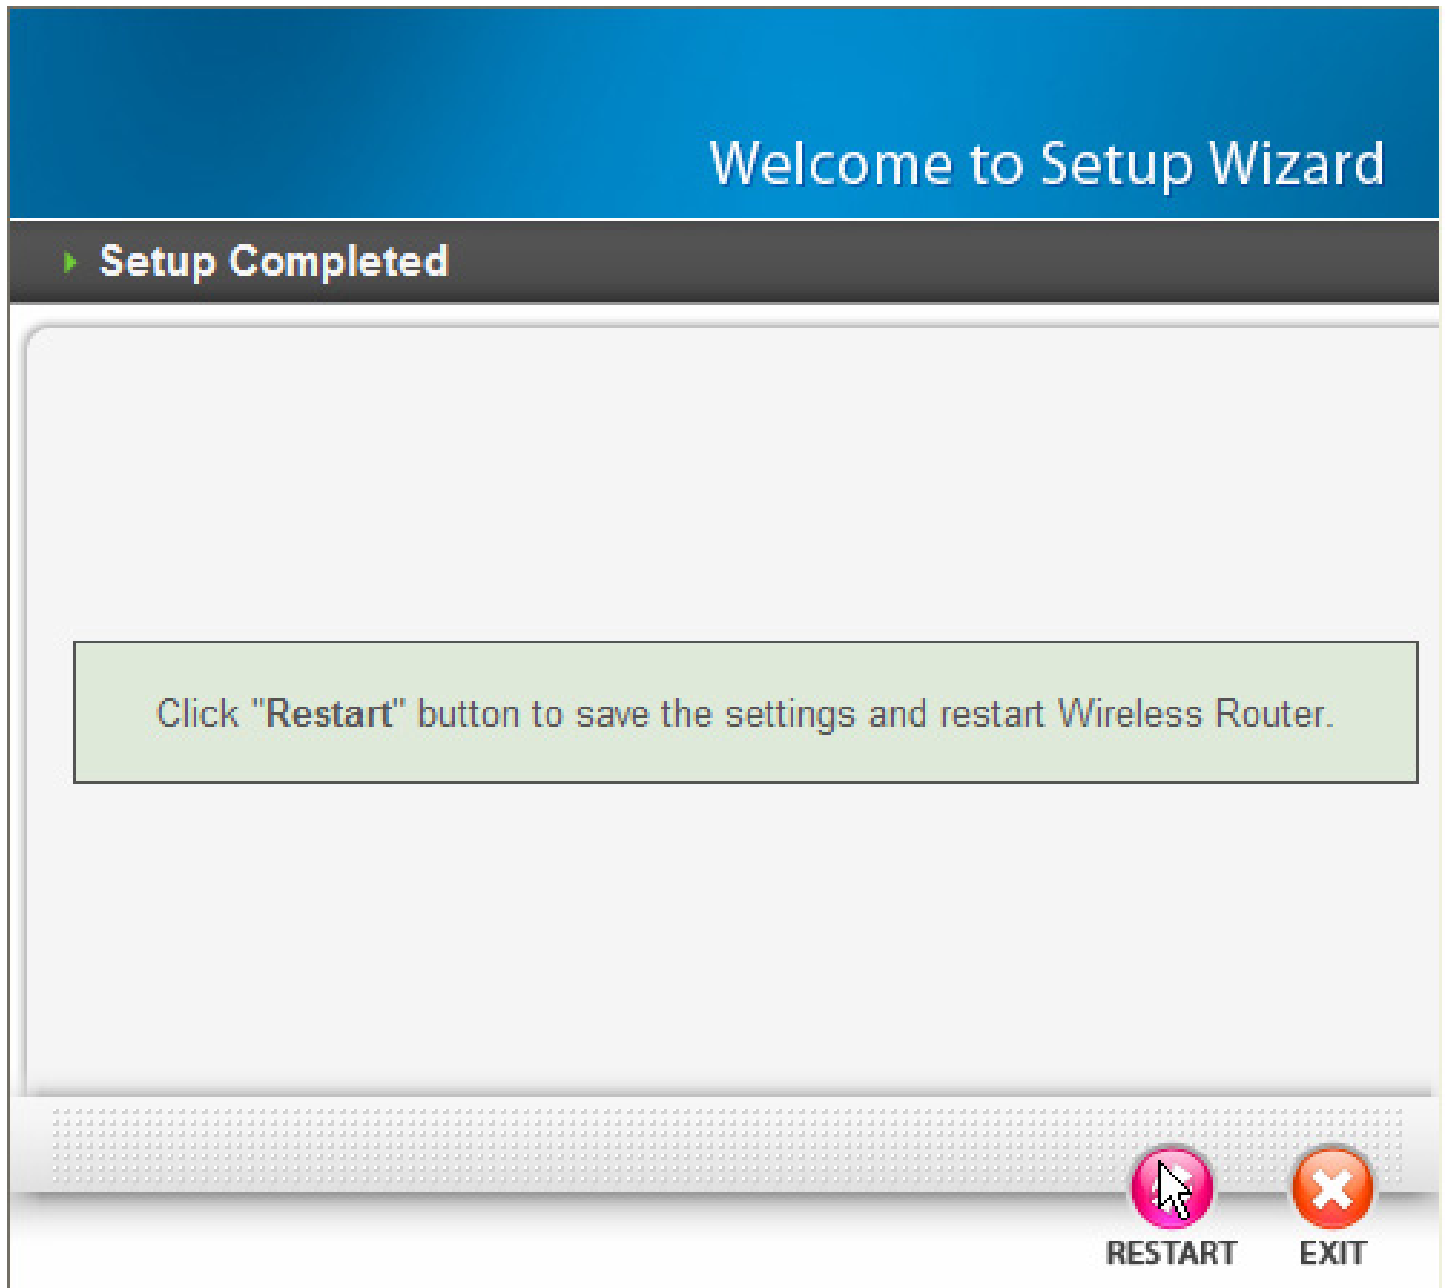 Welcome to Setup Wizard
Setup Completed
Click "Restart" button to save the settings and restart Wireless Router.
RESTART
EXIT